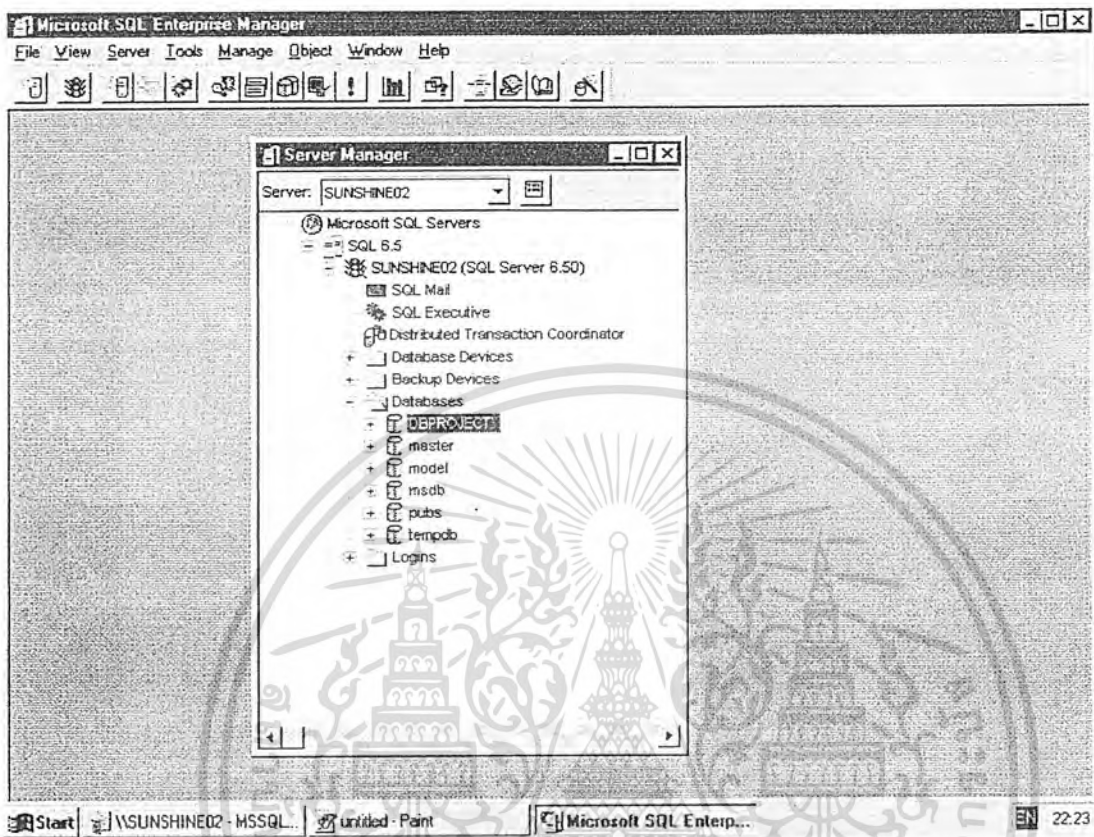 Microsoft SQL Enterprise Manager
File View Server Tools Manage Object Window Help
Server Manager
Server: SUNSHINE02
Microsoft SQL Servers
SQL 6.5
SUNSHINE02 (SQL Server 6.50)
SQL Mail
SQL Executive
Distributed Transaction Coordinator
Database Devices
Backup Devices
Databases
DBPROJECT
master
model
msdb
pubs
tempdb
Logins
Start \\SUNSHINE02 - MSSQL... untitled - Paint Microsoft SQL Enterp... EN 22:23